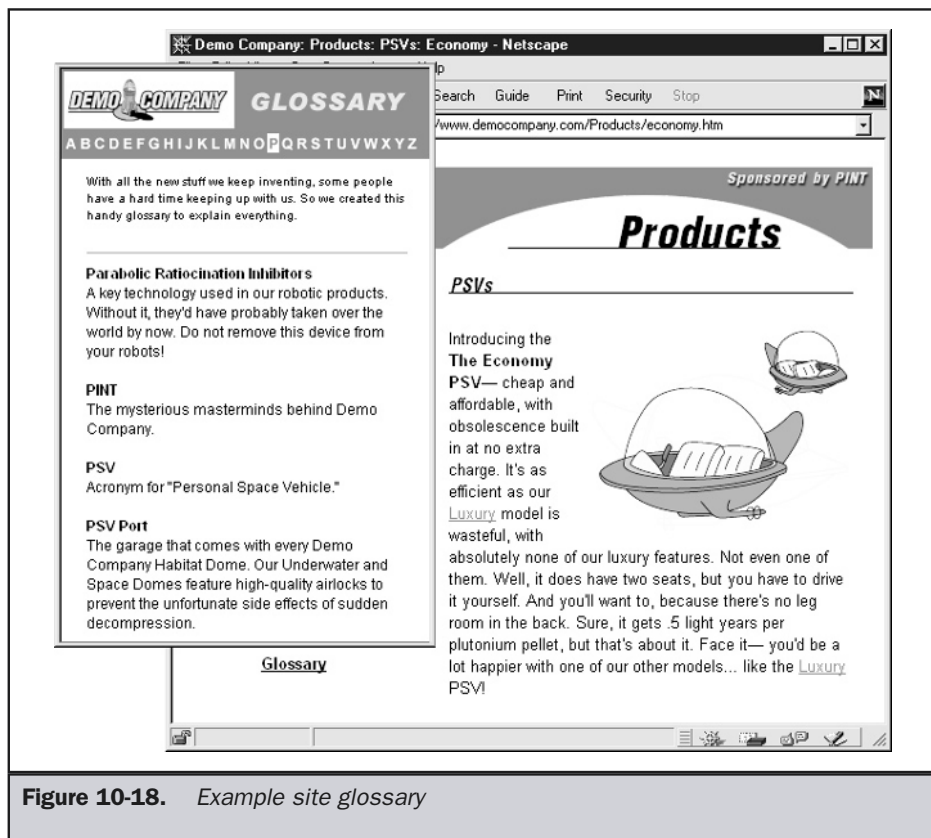 Demo Company: Products: PSVs: Economy - Netscape
Search Guide Print Security Stop
N
/www.democompany.com/Products/economy.htm
DEMO COMPANY
GLOSSARY
A B C D E F G H I J K L M N O P Q R S T U V W X Y Z
With all the new stuff we keep inventing, some people
have a hard time keeping up with us. So we created this
handy glossary to explain everything.
Parabolic Ratiocination Inhibitors
A key technology used in our robotic products.
Without it, they'd have probably taken over the
world by now. Do not remove this device from
your robots!
PINT
The mysterious masterminds behind Demo
Company.
PSV
Acronym for "Personal Space Vehicle."
PSV Port
The garage that comes with every Demo
Company Habitat Dome. Our Underwater and
Space Domes feature high-quality airlocks to
prevent the unfortunate side effects of sudden
decompression.
Glossary
Sponsored by PINT
Products
PSVs
Introducing the
The Economy
PSV— cheap and
affordable, with
obsolescence built
in at no extra
charge. It's as
efficient as our
Luxury model is
wasteful, with
absolutely none of our luxury features. Not even one of
them. Well, it does have two seats, but you have to drive
it yourself. And you'll want to, because there's no leg
room in the back. Sure, it gets .5 light years per
plutonium pellet, but that's about it. Face it— you'd be a
lot happier with one of our other models... like the Luxury
PSV!
Figure 10-18. Example site glossary